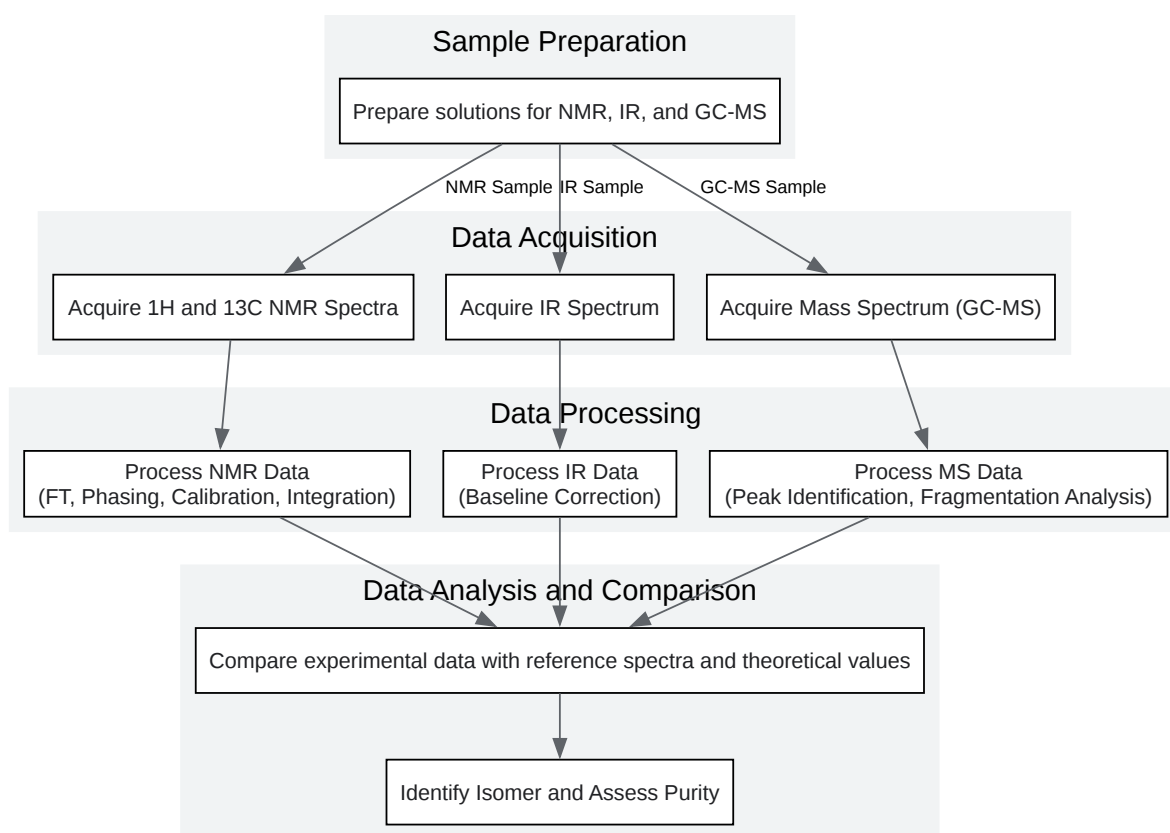 Sample Preparation
Prepare solutions for NMR, IR, and GC-MS
NMR Sample
IR Sample
GC-MS Sample
Data Acquisition
Acquire 1H and 13C NMR Spectra
Acquire IR Spectrum
Acquire Mass Spectrum (GC-MS)
Data Processing
Process NMR Data
(FT, Phasing, Calibration, Integration)
Process IR Data
(Baseline Correction)
Process MS Data
(Peak Identification, Fragmentation Analysis)
Data Analysis and Comparison
Compare experimental data with reference spectra and theoretical values
Identify Isomer and Assess Purity